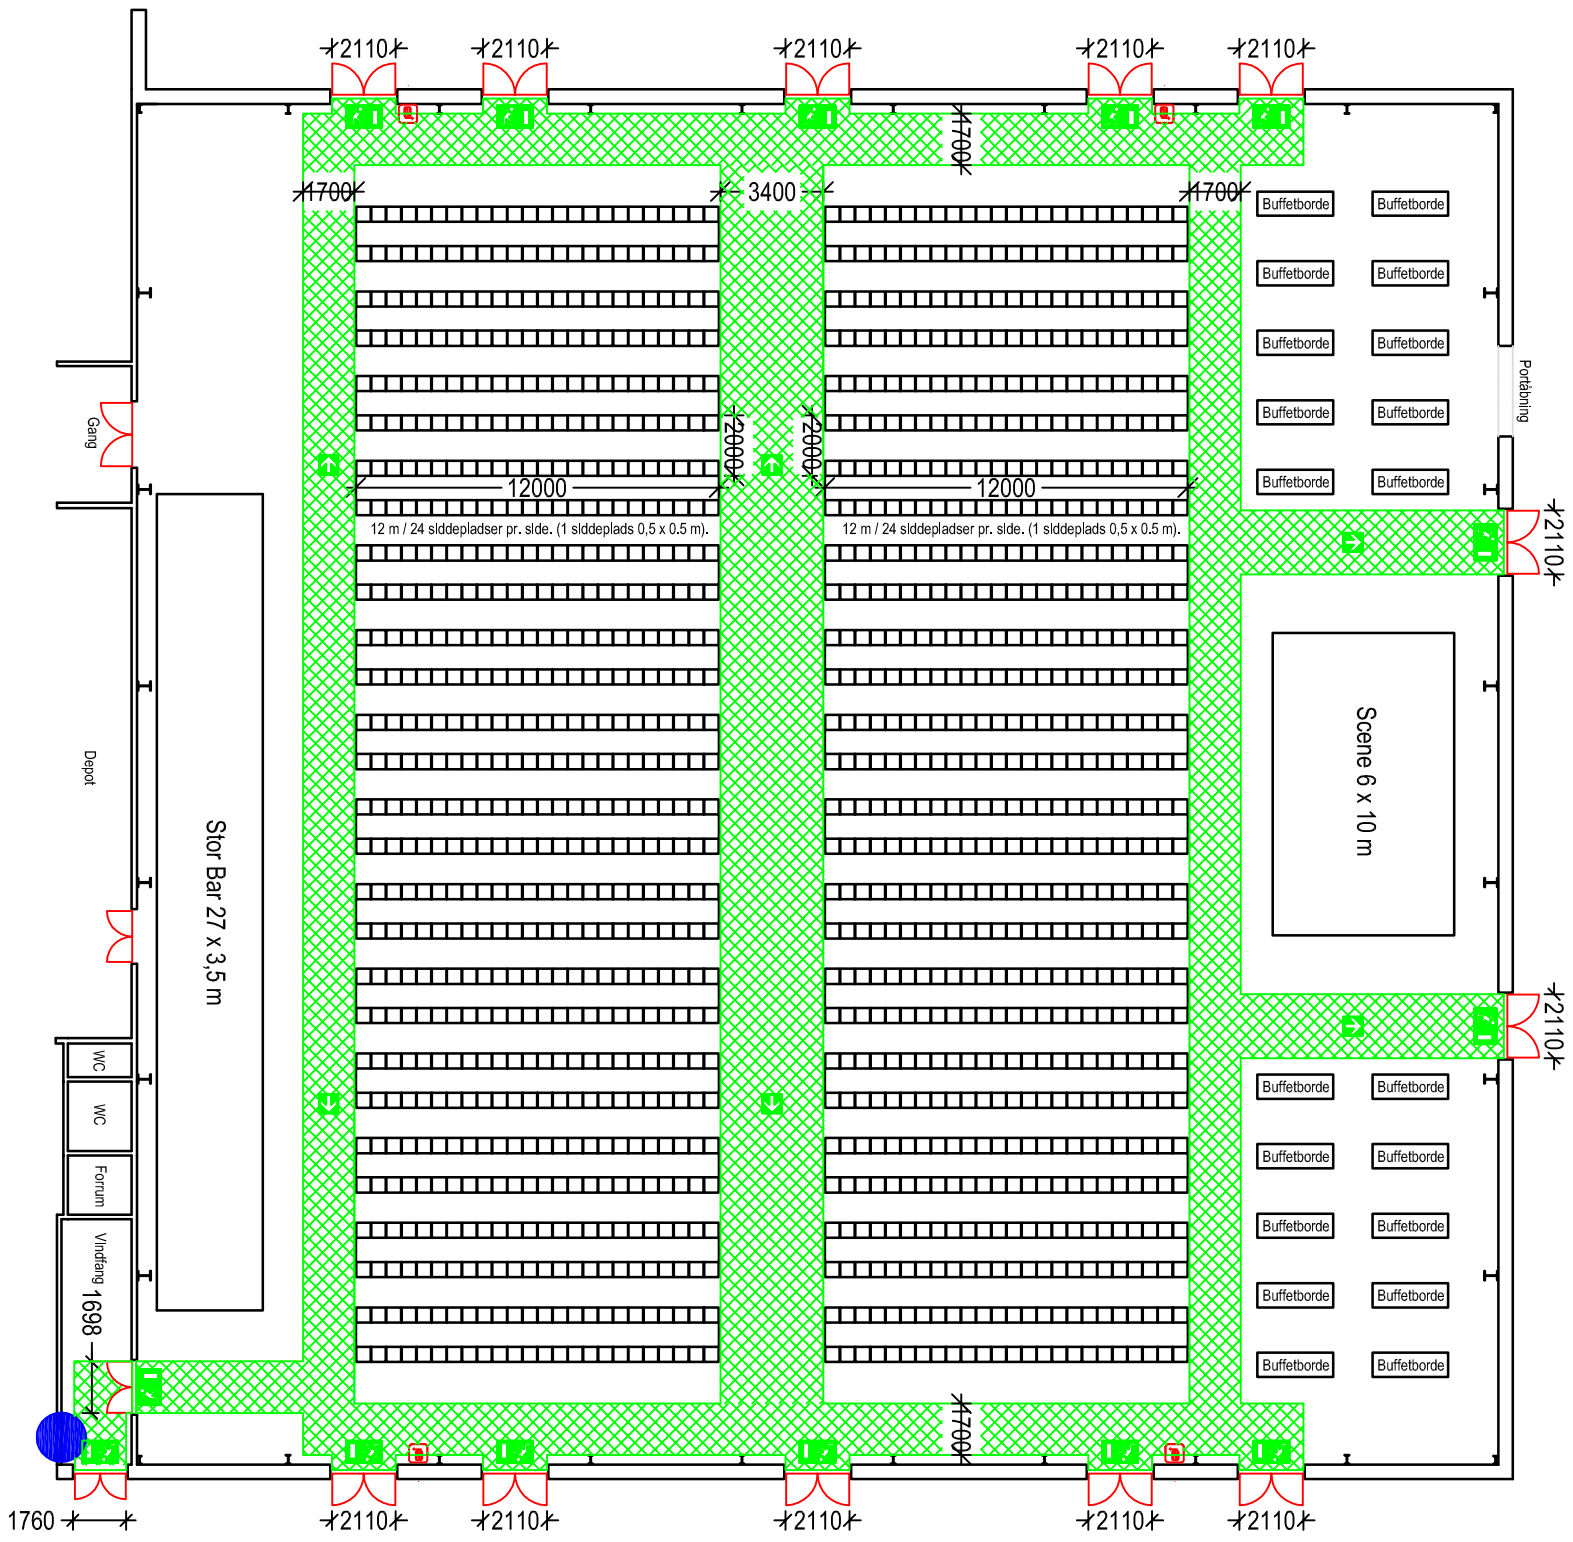 2110
2110
2110
2110
2110
1700
1700
3400
1700
Buffetborde
Buffetborde
Buffetborde
Buffetborde
Buffetborde
Buffetborde
Buffetborde
Buffetborde
Buffetborde
Buffetborde
Portåbning
Gang
2000
2000
12000
12000
12 m / 24 siddepladser pr. side. (1 siddeplads 0,5 x 0.5 m).
12 m / 24 siddepladser pr. side. (1 siddeplads 0,5 x 0.5 m).
2110
Scene 6 x 10 m
Depot
Stor Bar 27 x 3,5 m
2110
WC
WC
Forrum
Vindfang
1698
Buffetborde
Buffetborde
Buffetborde
Buffetborde
Buffetborde
Buffetborde
Buffetborde
Buffetborde
Buffetborde
Buffetborde
1700
1760
2110
2110
2110
2110
2110